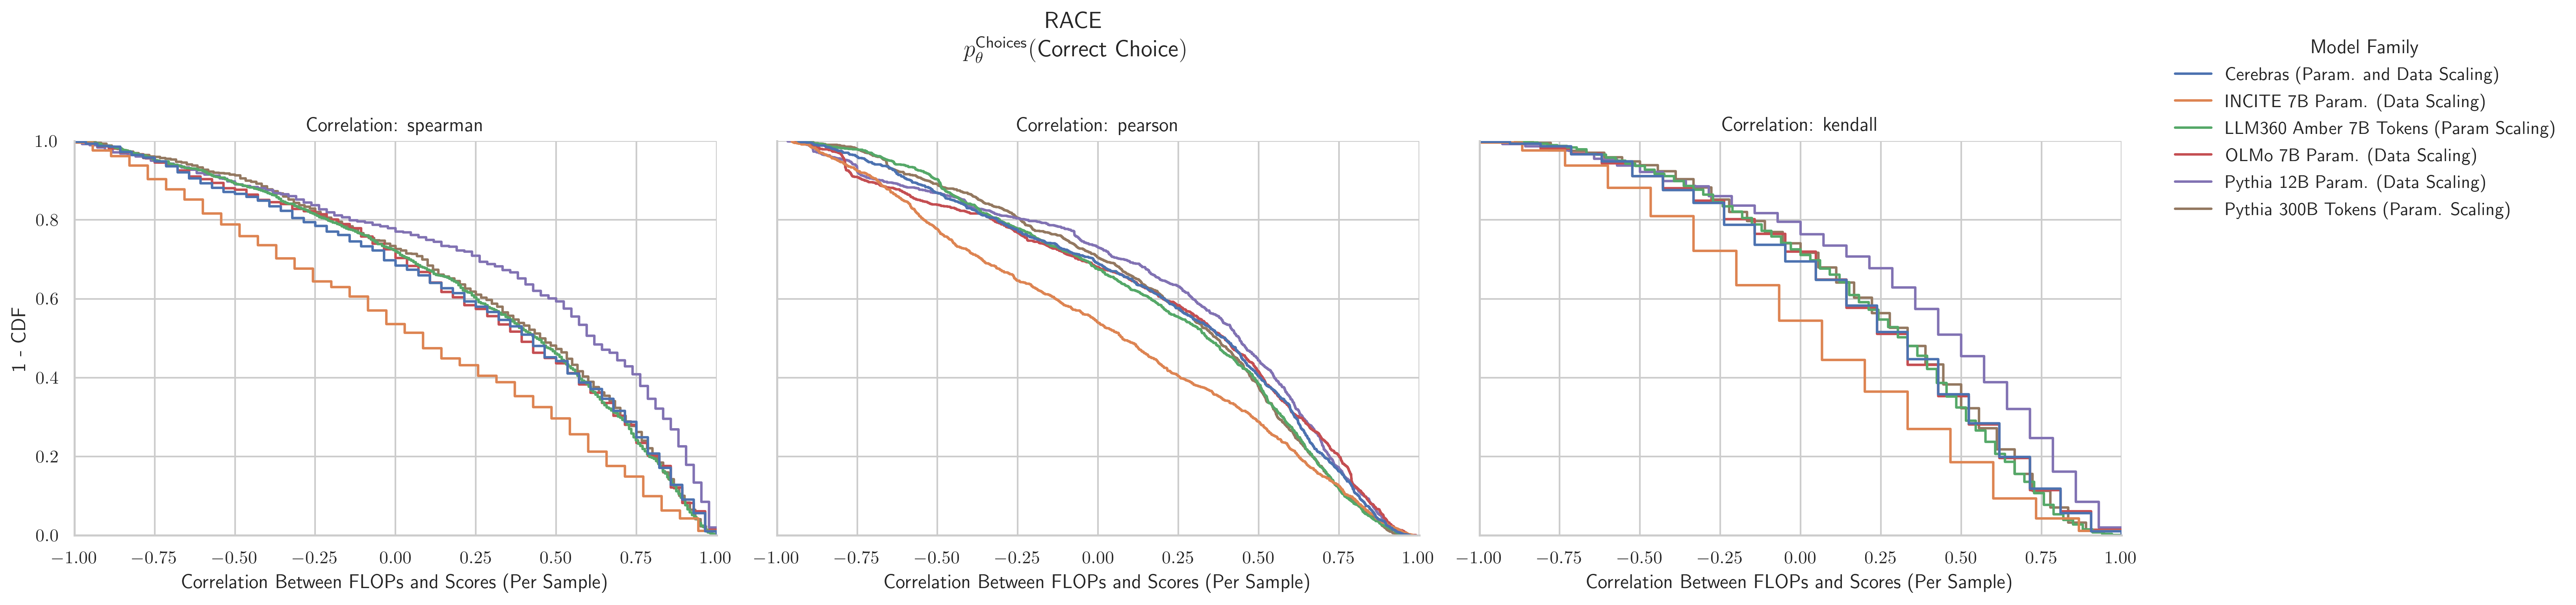 RACE
p_θ^Choices(Correct Choice)
Model Family
Cerebras (Param. and Data Scaling)
INCITE 7B Param. (Data Scaling)
LLM360 Amber 7B Tokens (Param Scaling)
OLMo 7B Param. (Data Scaling)
Pythia 12B Param. (Data Scaling)
Pythia 300B Tokens (Param. Scaling)
Correlation: spearman
Correlation: pearson
Correlation: kendall
1 - CDF
1.0
0.8
0.6
0.4
0.2
0.0
−1.00 −0.75 −0.50 −0.25 0.00 0.25 0.50 0.75 1.00
−1.00 −0.75 −0.50 −0.25 0.00 0.25 0.50 0.75 1.00
−1.00 −0.75 −0.50 −0.25 0.00 0.25 0.50 0.75 1.00
Correlation Between FLOPs and Scores (Per Sample)
Correlation Between FLOPs and Scores (Per Sample)
Correlation Between FLOPs and Scores (Per Sample)